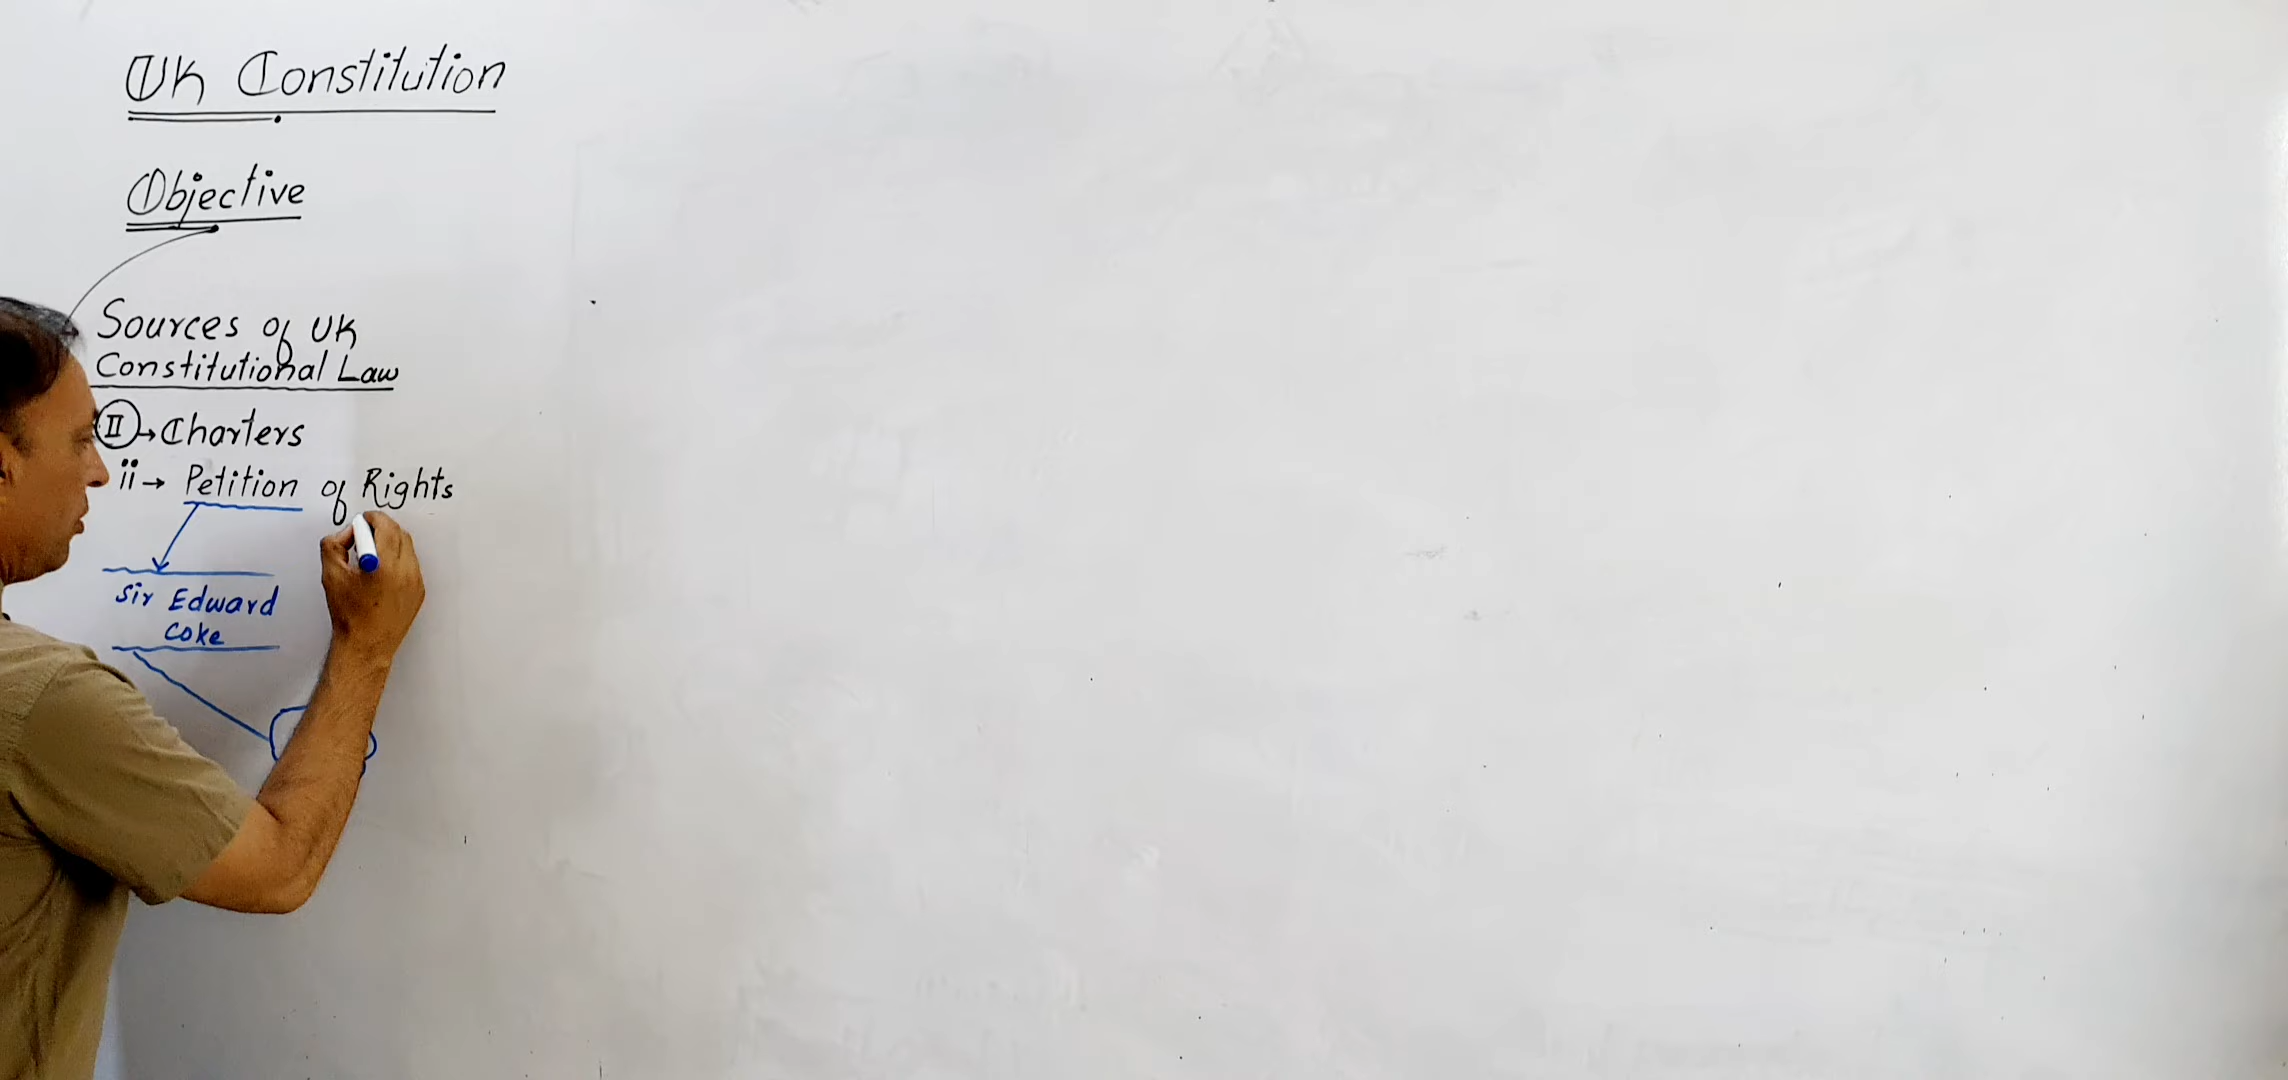 UK Constitution
Objective
Sources of UK
Constitutional Law
II → Charters
ii → Petition of Rights
Sir Edward
Coke